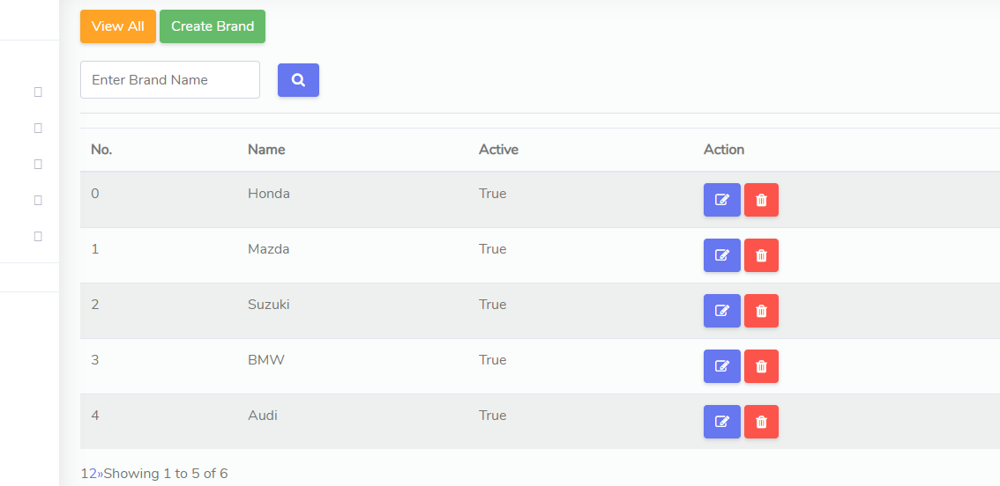 View All Create Brand
Enter Brand Name
No. Name Active Action
0 Honda True
1 Mazda True
2 Suzuki True
3 BMW True
4 Audi True
12»Showing 1 to 5 of 6